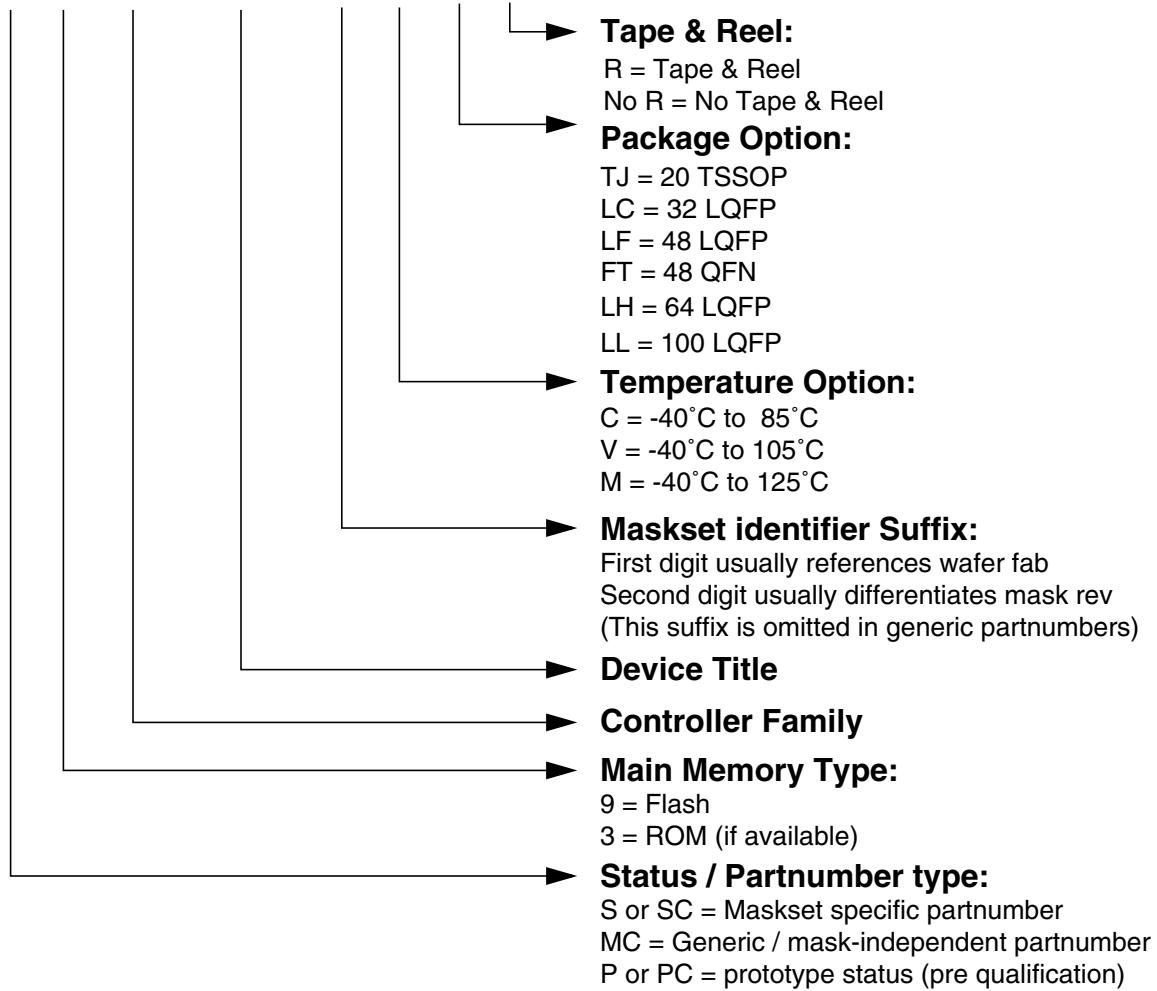 Tape & Reel:
R = Tape & Reel
No R = No Tape & Reel
Package Option:
TJ = 20 TSSOP
LC = 32 LQFP
LF = 48 LQFP
FT = 48 QFN
LH = 64 LQFP
LL = 100 LQFP
Temperature Option:
C = -40˚C to  85˚C
V = -40˚C to 105˚C
M = -40˚C to 125˚C
Maskset identifier Suffix:
First digit usually references wafer fab
Second digit usually differentiates mask rev
(This suffix is omitted in generic partnumbers)
Device Title
Controller Family
Main Memory Type:
9 = Flash
3 = ROM (if available)
Status / Partnumber type:
S or SC = Maskset specific partnumber
MC = Generic / mask-independent partnumber
P or PC = prototype status (pre qualification)